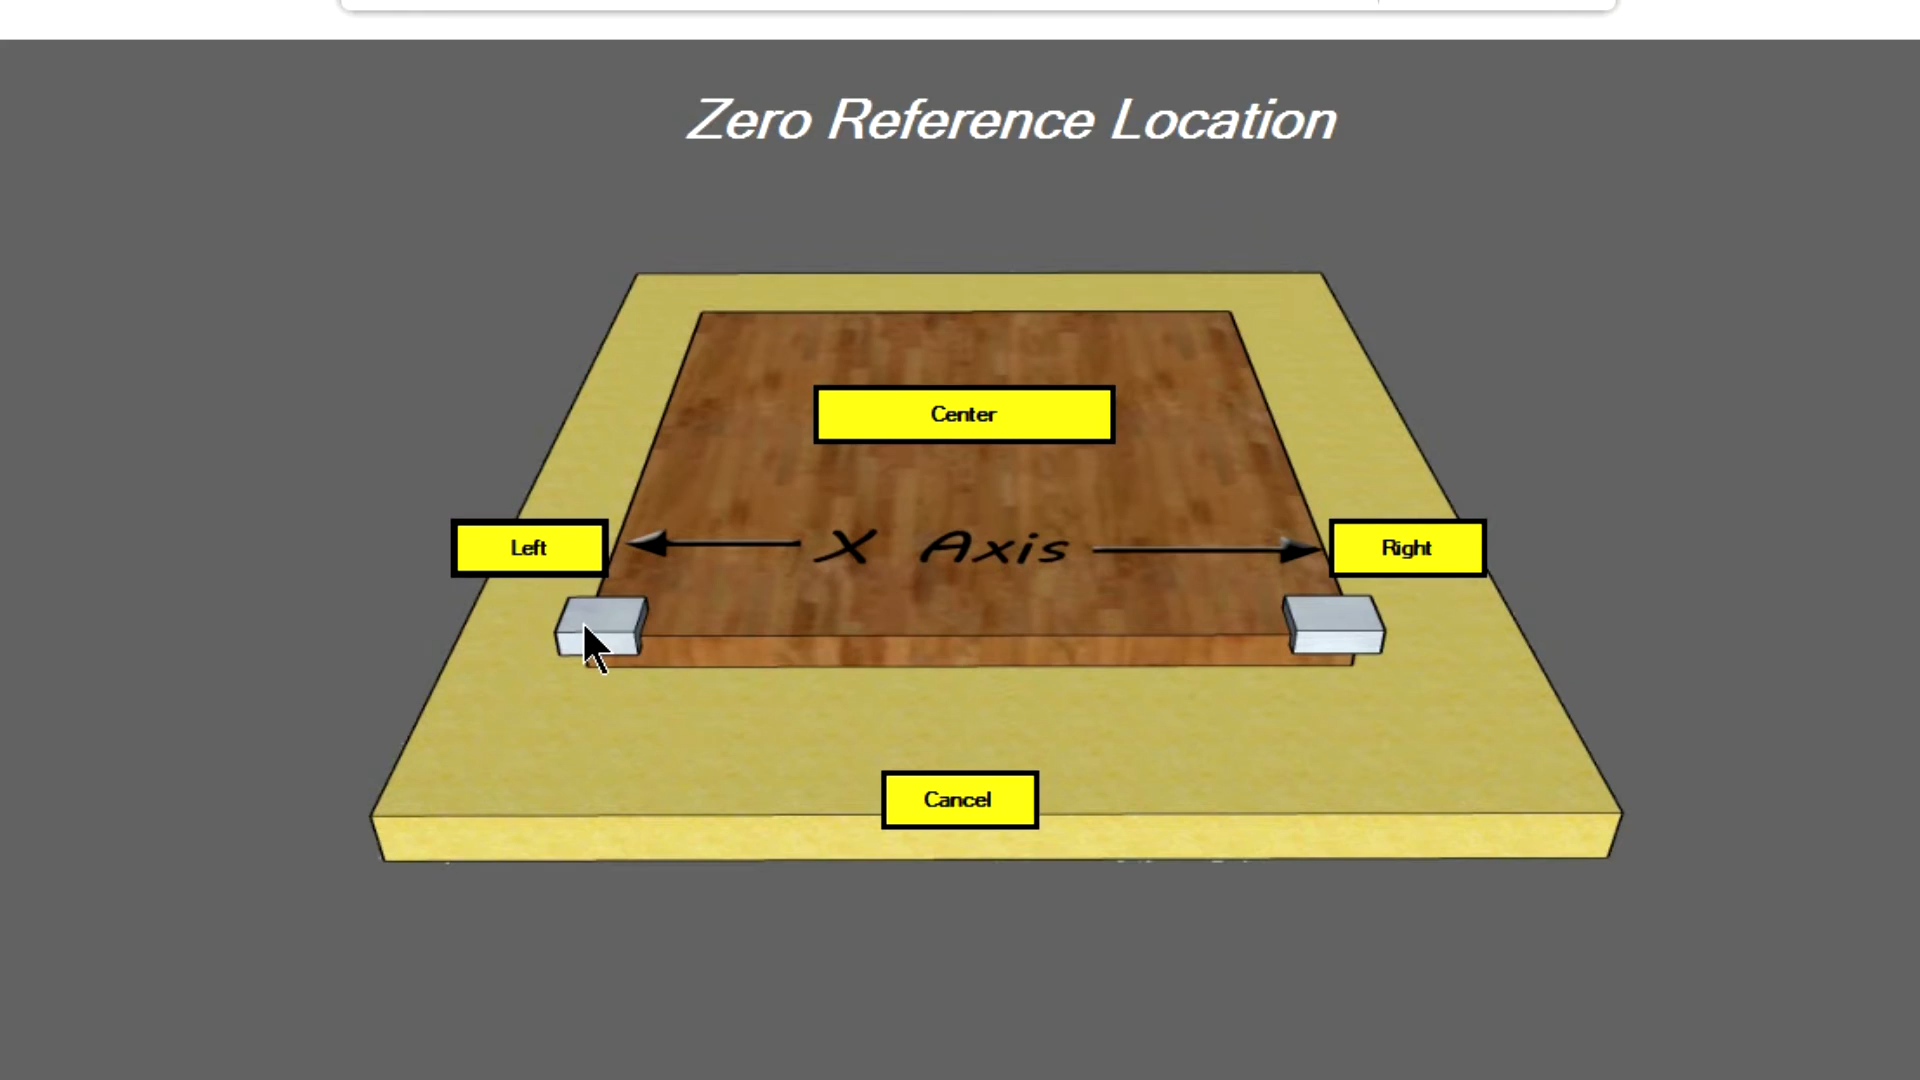 Zero Reference Location
Center
Left
X Axis
Right
Cancel